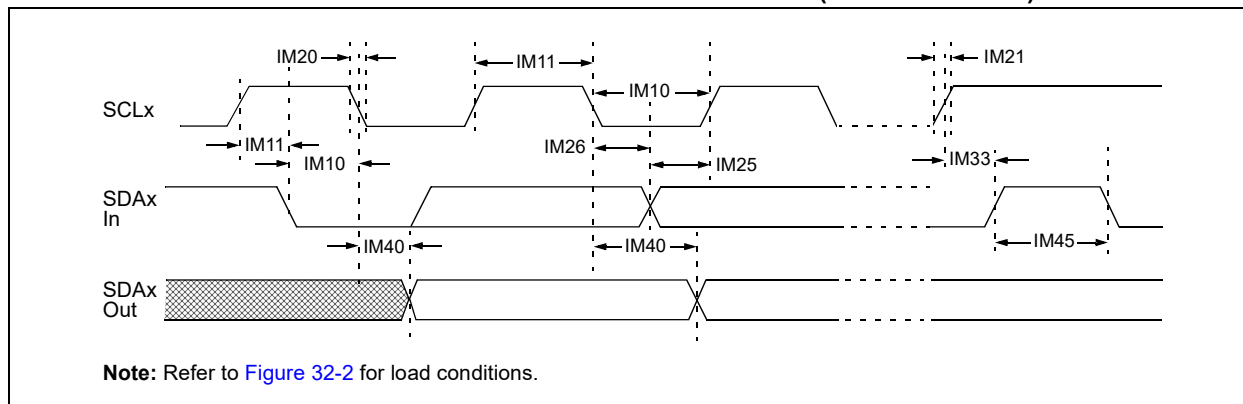 IM20
IM11
IM21
IM10
SCLx
IM11
IM10
IM26
IM25
IM33
SDAx
In
IM40
IM40
IM45
SDAx
Out
Note: Refer to Figure 32-2 for load conditions.